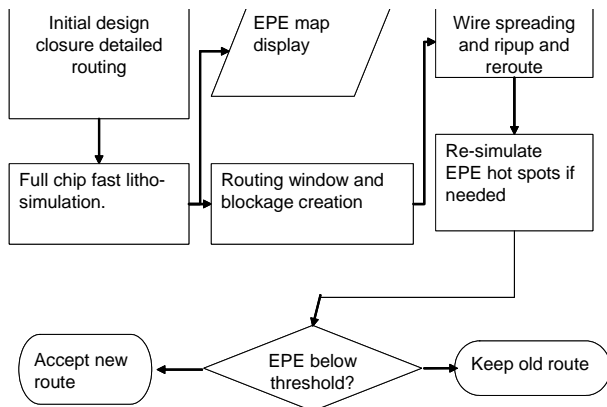 Initial design
closure detailed
routing
EPE map
display
Wire spreading
and ripup and
reroute
Full chip fast litho-
simulation.
Routing window and
blockage creation
Re-simulate
EPE hot spots if
needed
Accept new
route
EPE below
threshold?
Keep old route